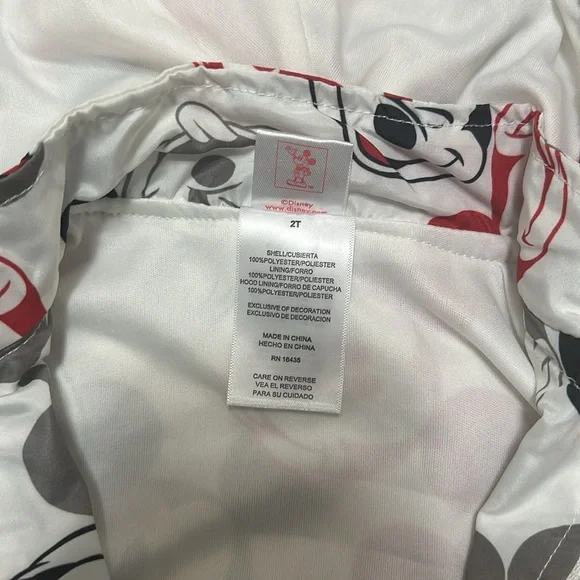 ©Disney
www.disney.com
2T
SHELL/CUBIERTA
100%POLYESTER/POLIESTER
LINING/FORRO
100%POLYESTER/POLIESTER
HOOD LINING/FORRO DE CAPUCHA
100%POLYESTER/POLIESTER
EXCLUSIVE OF DECORATION
EXCLUSIVO DE DECORACION
MADE IN CHINA
HECHO EN CHINA
RN 16435
CARE ON REVERSE
VEA EL REVERSO
PARA SU CUIDADO